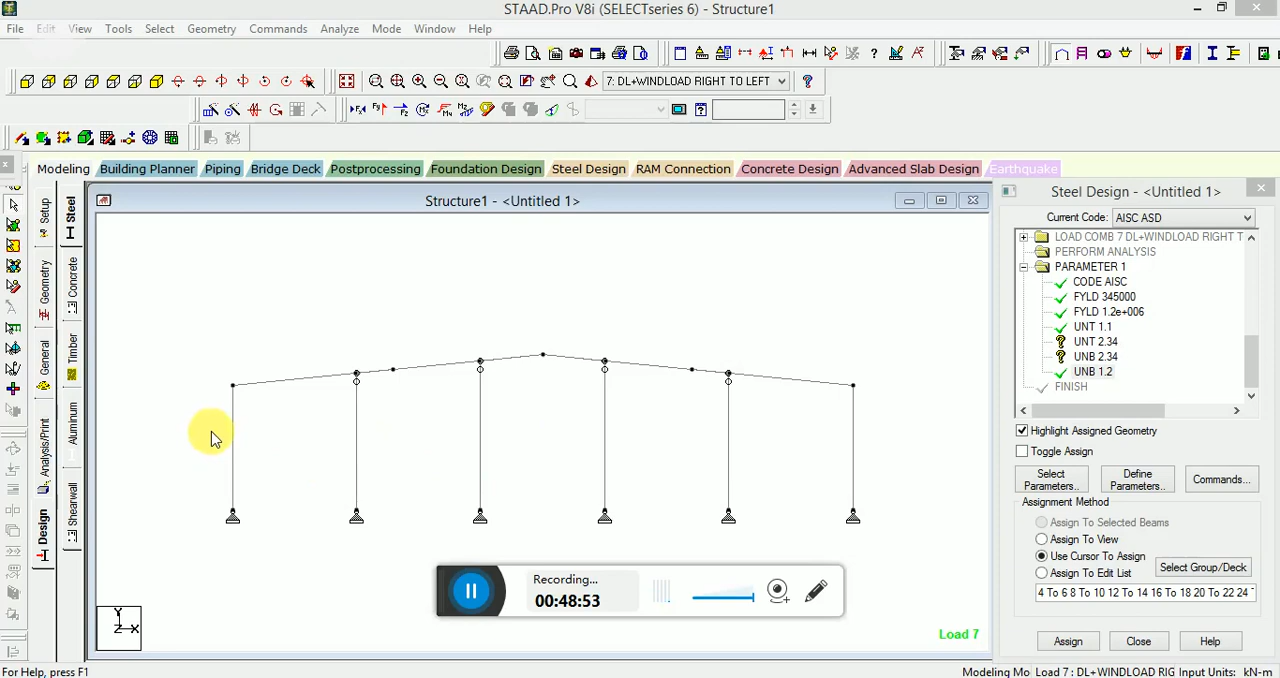 STAAD.Pro V8i (SELECTseries 6) - Structure1
File Edit View Tools Select Geometry Commands Analyze Mode Window Help
7: DL+WINDLOAD RIGHT TO LEFT
Modeling Building Planner Piping Bridge Deck Postprocessing Foundation Design Steel Design RAM Connection Concrete Design Advanced Slab Design Earthquake
Setup
Geometry
General
Analysis/Print
Design
Steel
Concrete
Timber
Aluminum
Shearwall
Structure1 - <Untitled 1>
Load 7
Y
Z X
Recording...
00:48:53
Steel Design - <Untitled 1>
Current Code: AISC ASD
LOAD COMB 7 DL+WINDLOAD RIGHT T
PERFORM ANALYSIS
PARAMETER 1
CODE AISC
FYLD 345000
FYLD 1.2e+006
UNT 1.1
UNT 2.34
UNB 2.34
UNB 1.2
FINISH
Highlight Assigned Geometry
Toggle Assign
Select Parameters..
Define Parameters..
Commands...
Assignment Method
Assign To Selected Beams
Assign To View
Use Cursor To Assign
Select Group/Deck
Assign To Edit List
4 To 6 8 To 10 12 To 14 16 To 18 20 To 22 24
Assign Close Help
For Help, press F1
Modeling Mo Load 7 : DL+WINDLOAD RIG Input Units: kN-m